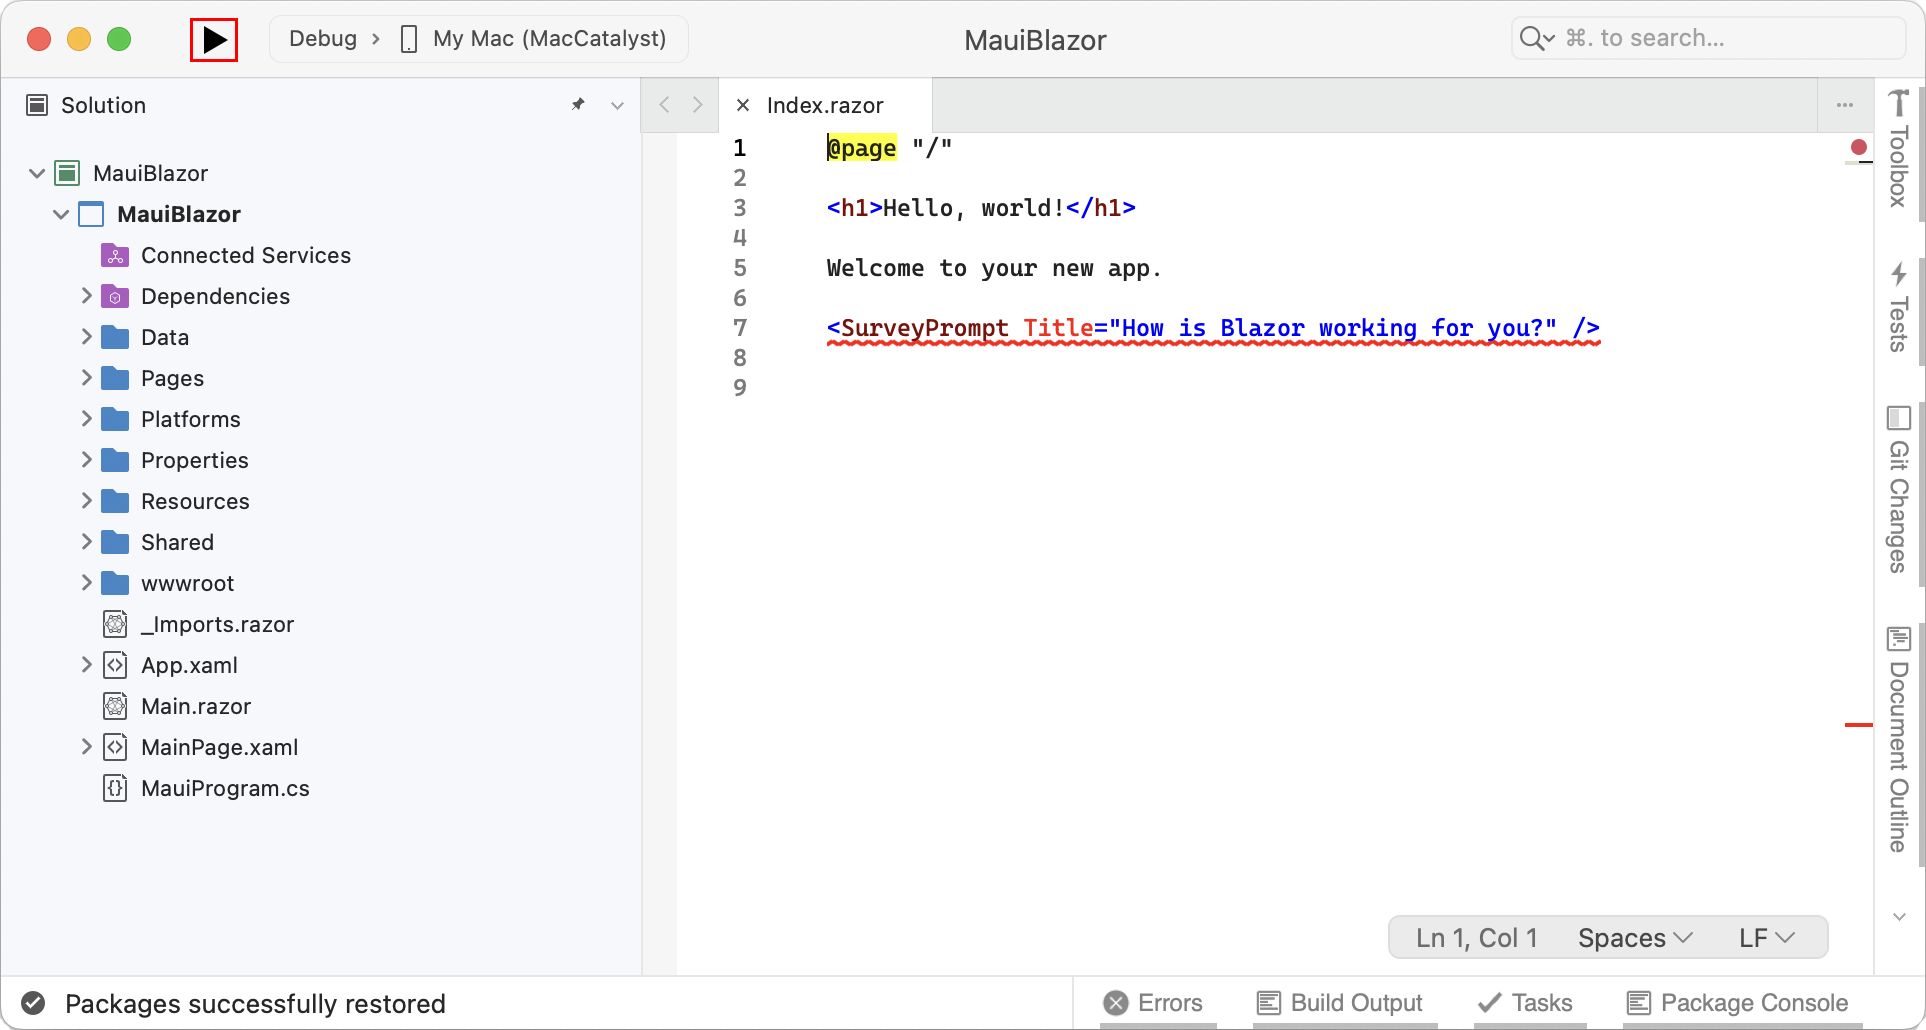 Debug > My Mac (MacCatalyst)
MauiBlazor
⌘. to search...
Solution
Index.razor
MauiBlazor
MauiBlazor
Connected Services
Dependencies
Data
Pages
Platforms
Properties
Resources
Shared
wwwroot
_Imports.razor
App.xaml
Main.razor
MainPage.xaml
MauiProgram.cs
1 @page "/"
2
3 <h1>Hello, world!</h1>
4
5 Welcome to your new app.
6
7 <SurveyPrompt Title="How is Blazor working for you?" />
8
9
Toolbox
Tests
Git Changes
Document Outline
Ln 1, Col 1 Spaces LF
Packages successfully restored
Errors Build Output Tasks Package Console